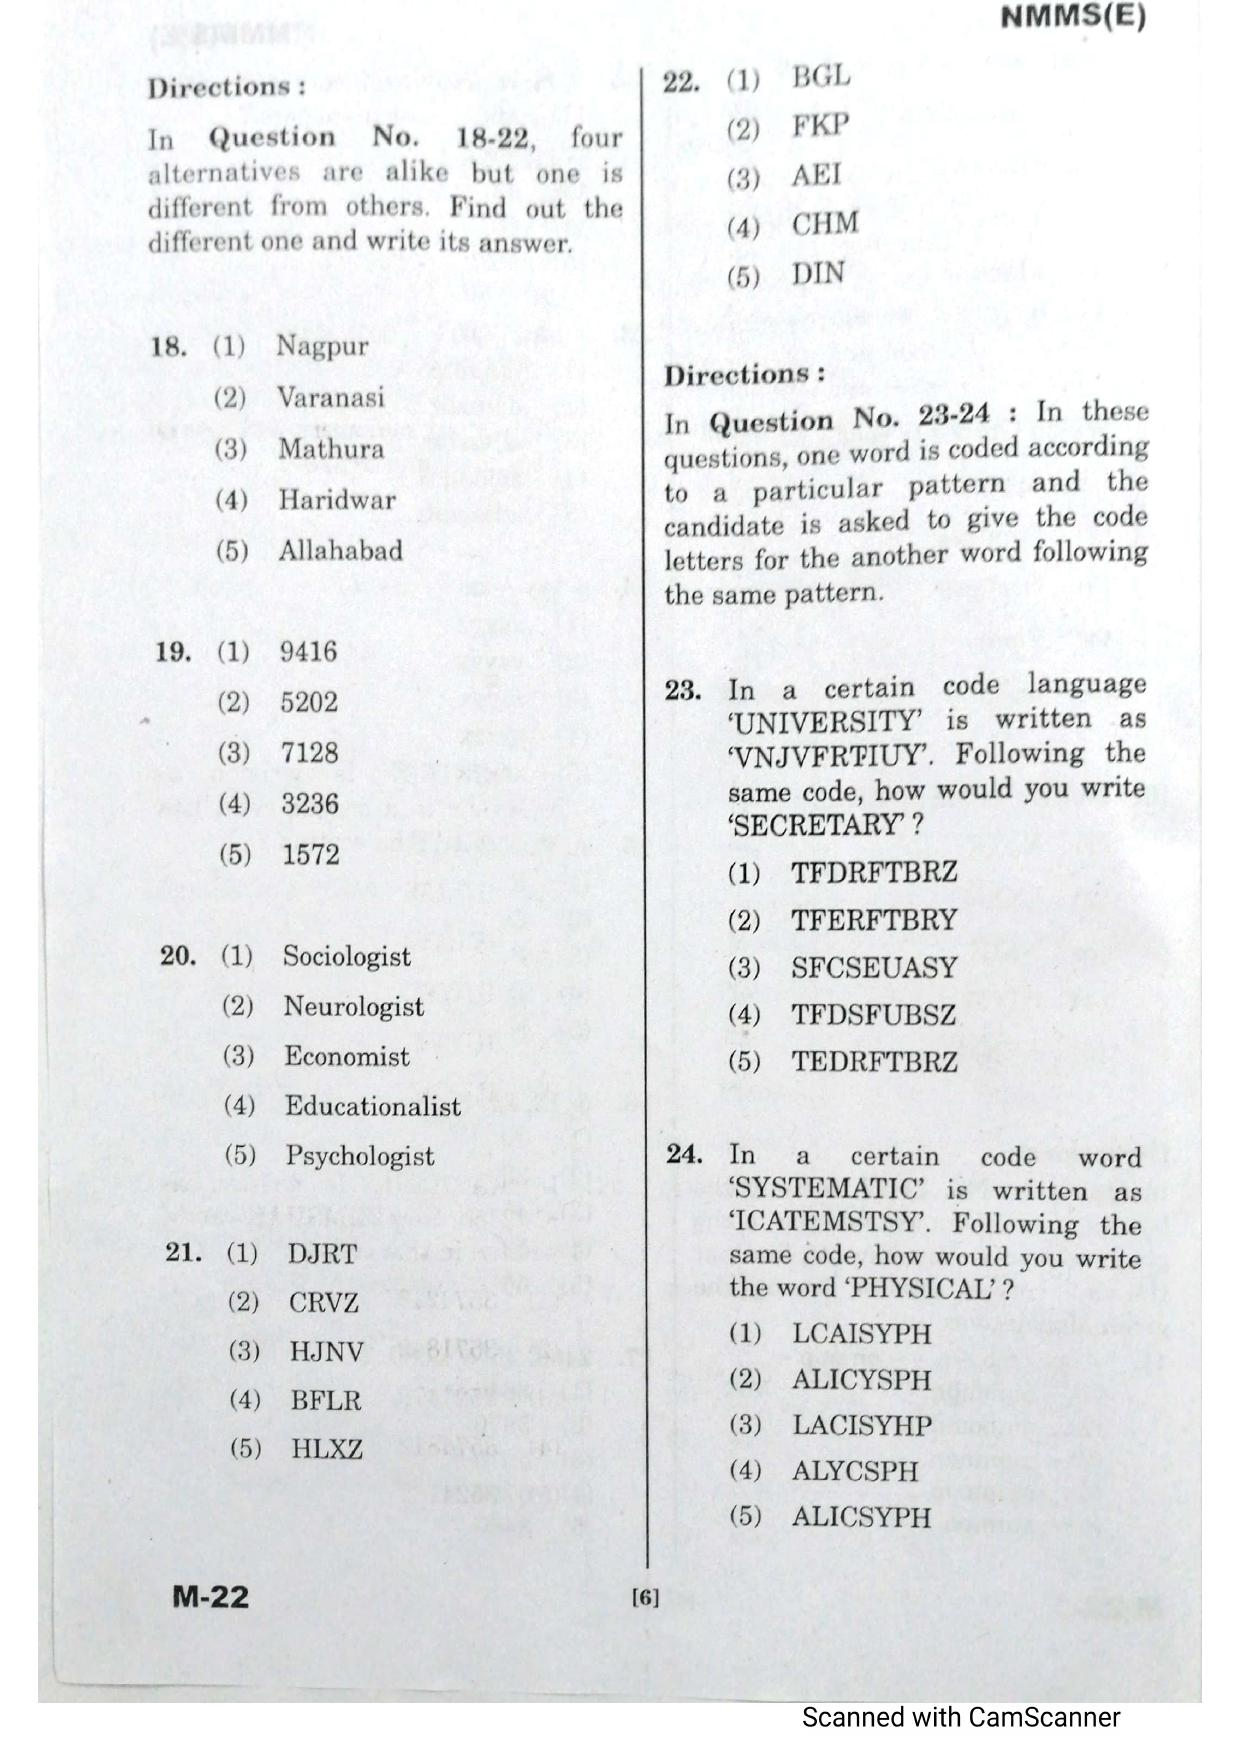 NMMS(E)
Directions :
In Question No. 18-22, four
alternatives are alike but one is
different from others. Find out the
different one and write its answer.
18. (1) Nagpur
(2) Varanasi
(3) Mathura
(4) Haridwar
(5) Allahabad
19. (1) 9416
(2) 5202
(3) 7128
(4) 3236
(5) 1572
20. (1) Sociologist
(2) Neurologist
(3) Economist
(4) Educationalist
(5) Psychologist
21. (1) DJRT
(2) CRVZ
(3) HJNV
(4) BFLR
(5) HLXZ
22. (1) BGL
(2) FKP
(3) AEI
(4) CHM
(5) DIN
Directions :
In Question No. 23-24 : In these
questions, one word is coded according
to a particular pattern and the
candidate is asked to give the code
letters for the another word following
the same pattern.
23. In a certain code language
‘UNIVERSITY’ is written as
‘VNJVFRTIUY’. Following the
same code, how would you write
‘SECRETARY’ ?
(1) TFDRFTBRZ
(2) TFERFTBRY
(3) SFCSEUASY
(4) TFDSFUBSZ
(5) TEDRFTBRZ
24. In a certain code word
‘SYSTEMATIC’ is written as
‘ICATEMSTSY’. Following the
same code, how would you write
the word ‘PHYSICAL’ ?
(1) LCAISYPH
(2) ALICYSPH
(3) LACISYHP
(4) ALYCSPH
(5) ALICSYPH
M-22
[6]
Scanned with CamScanner